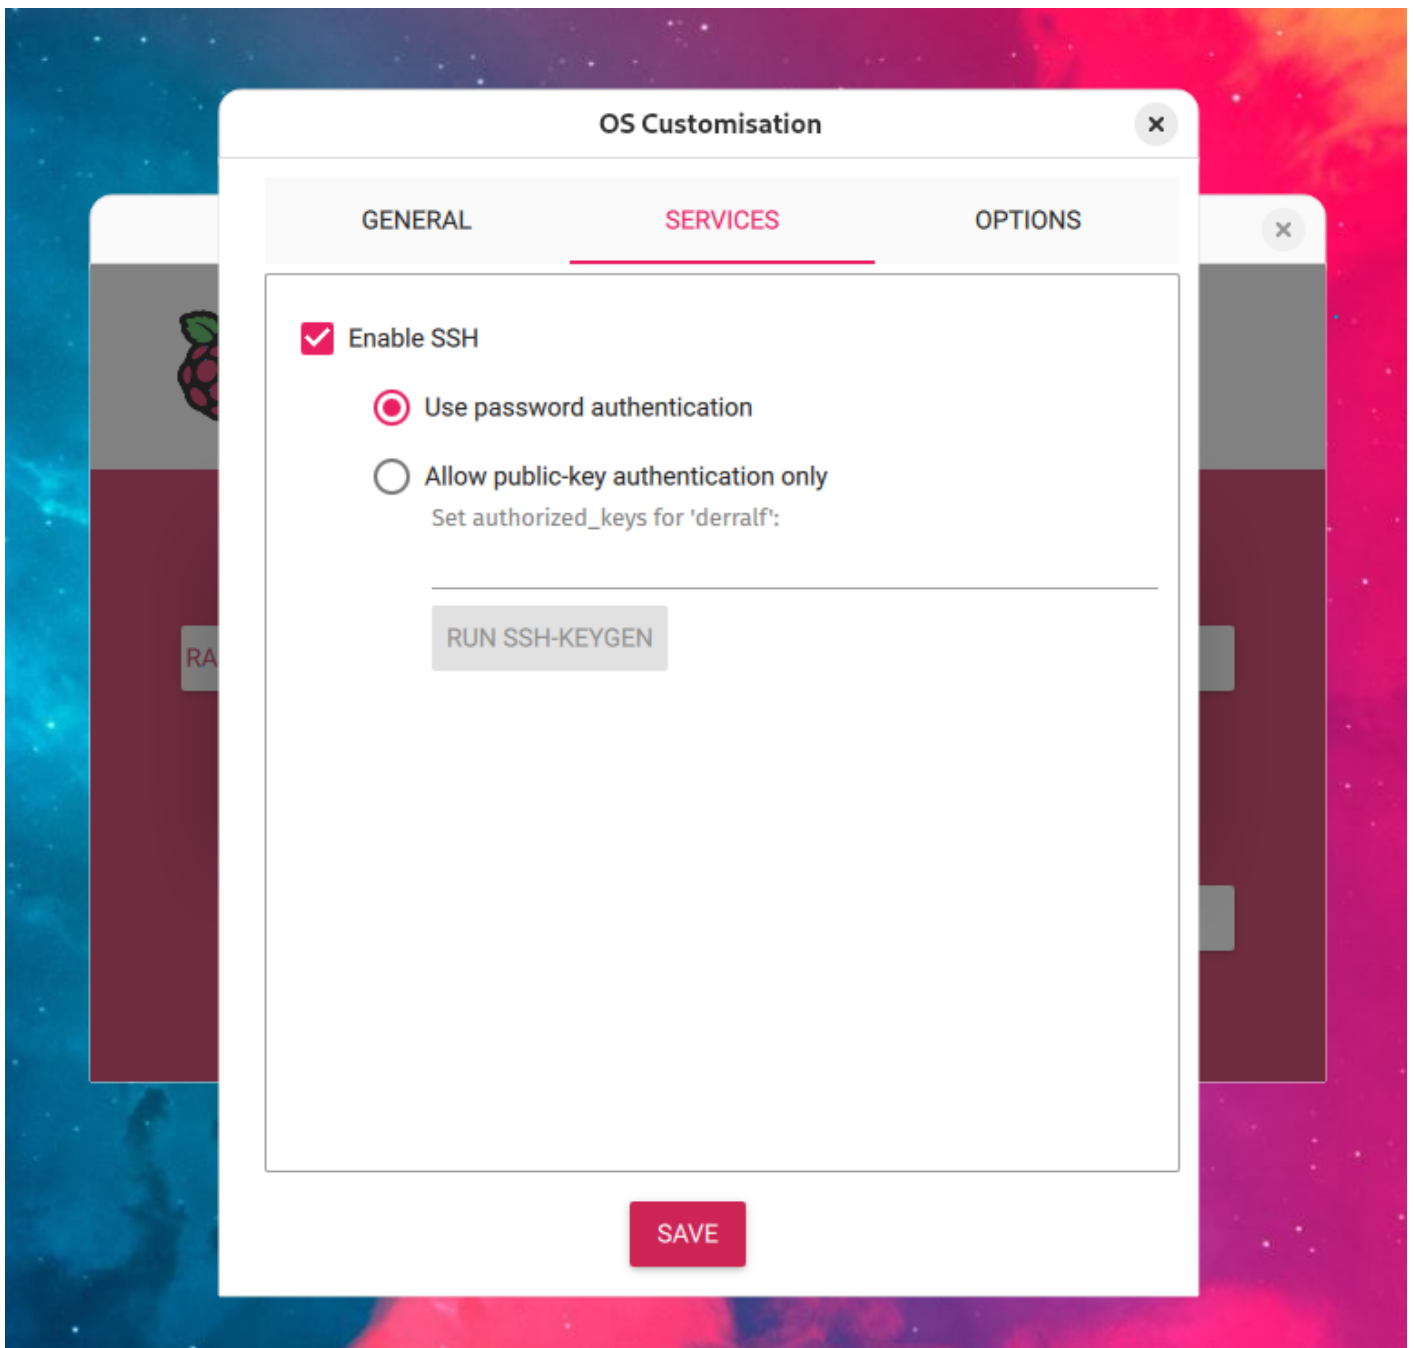 OS Customisation
GENERAL
SERVICES
OPTIONS
Enable SSH
Use password authentication
Allow public-key authentication only
Set authorized_keys for 'derralf':
RUN SSH-KEYGEN
RA
SAVE